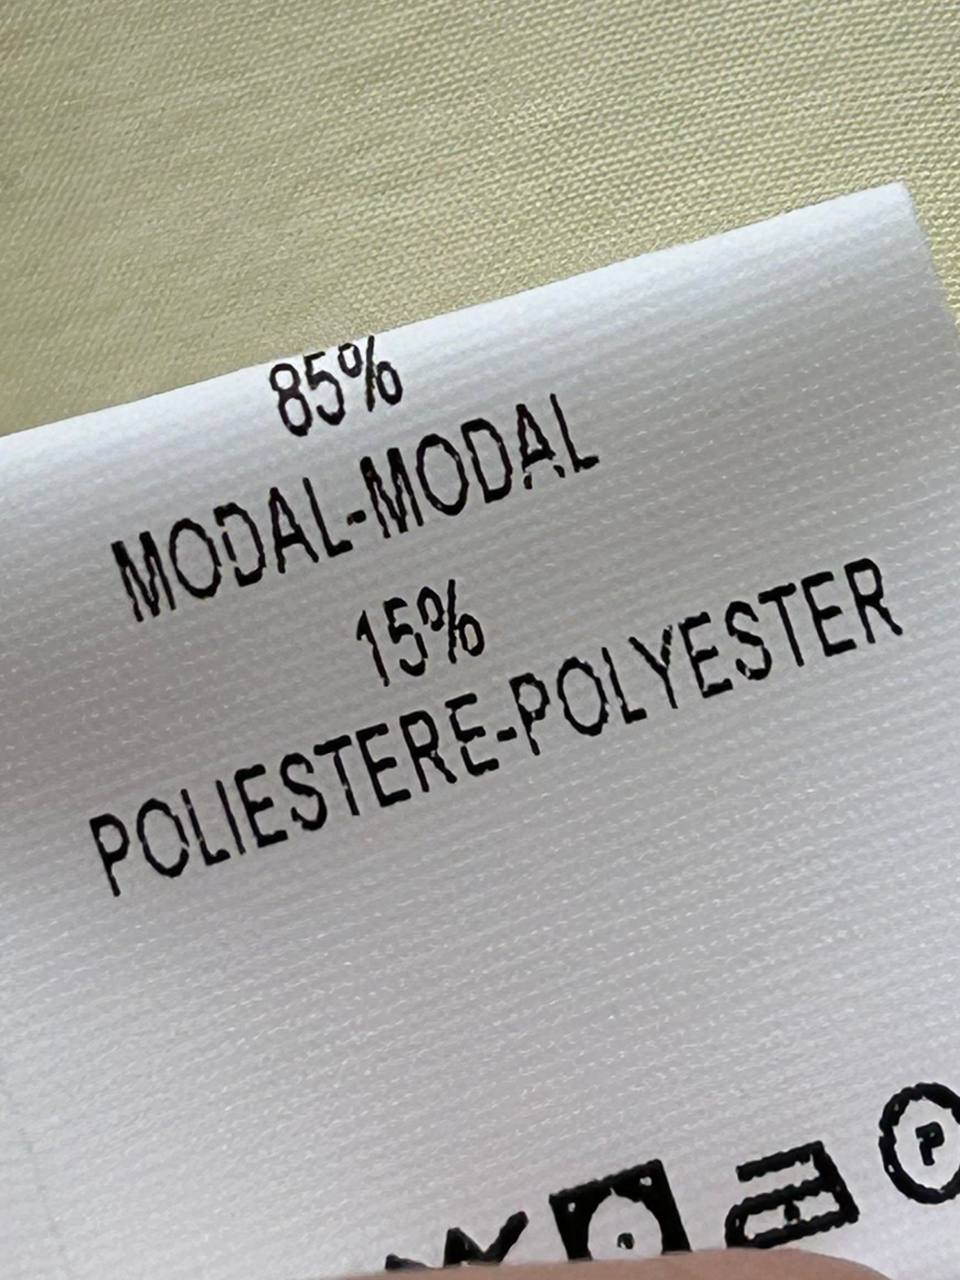 85%
MODAL-MODAL
15%
POLIESTERE-POLYESTER
P